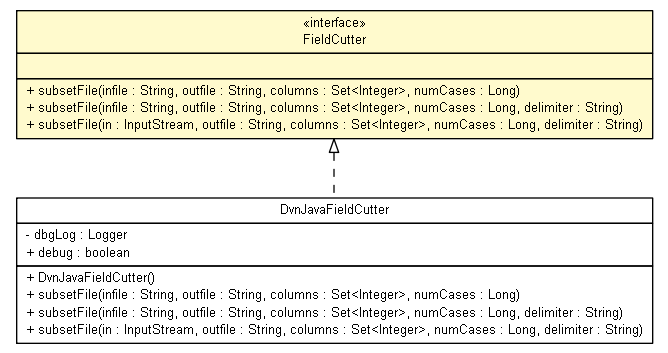 «interface»
FieldCutter
+ subsetFile(infile : String, outfile : String, columns : Set<Integer>, numCases : Long)
+ subsetFile(infile : String, outfile : String, columns : Set<Integer>, numCases : Long, delimiter : String)
+ subsetFile(in : InputStream, outfile : String, columns : Set<Integer>, numCases : Long, delimiter : String)
DvnJavaFieldCutter
- dbgLog : Logger
+ debug : boolean
+ DvnJavaFieldCutter()
+ subsetFile(infile : String, outfile : String, columns : Set<Integer>, numCases : Long)
+ subsetFile(infile : String, outfile : String, columns : Set<Integer>, numCases : Long, delimiter : String)
+ subsetFile(in : InputStream, outfile : String, columns : Set<Integer>, numCases : Long, delimiter : String)